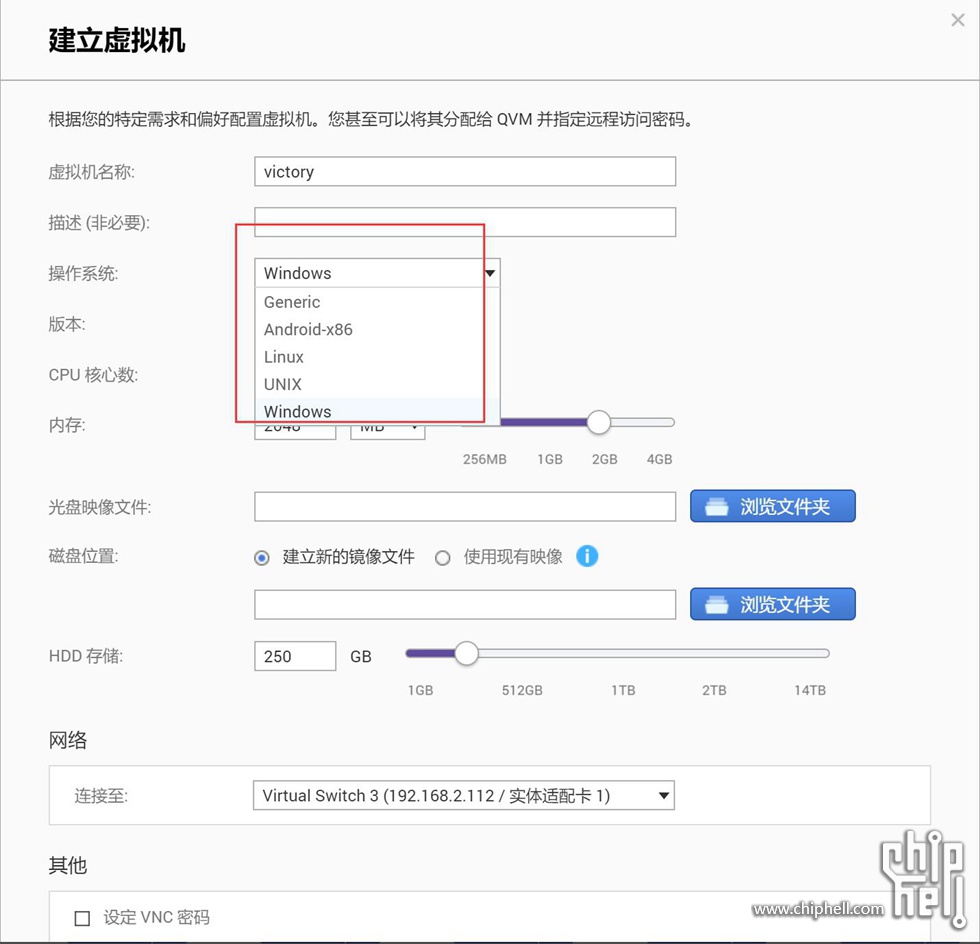 建立虚拟机
根据您的特定需求和偏好配置虚拟机。您甚至可以将其分配给 QVM 并指定远程访问密码。
虚拟机名称: victory
描述 (非必要):
操作系统: Windows
Generic
版本: Android-x86
Linux
CPU 核心数: UNIX
Windows
内存: 2048 MB
256MB 1GB 2GB 4GB
光盘映像文件: 浏览文件夹
磁盘位置: 建立新的镜像文件 使用现有映像
浏览文件夹
HDD 存储: 250 GB
1GB 512GB 1TB 2TB 14TB
网络
连接至: Virtual Switch 3 (192.168.2.112 / 实体适配卡 1)
其他
设定 VNC 密码
chip hell
www.chiphell.com